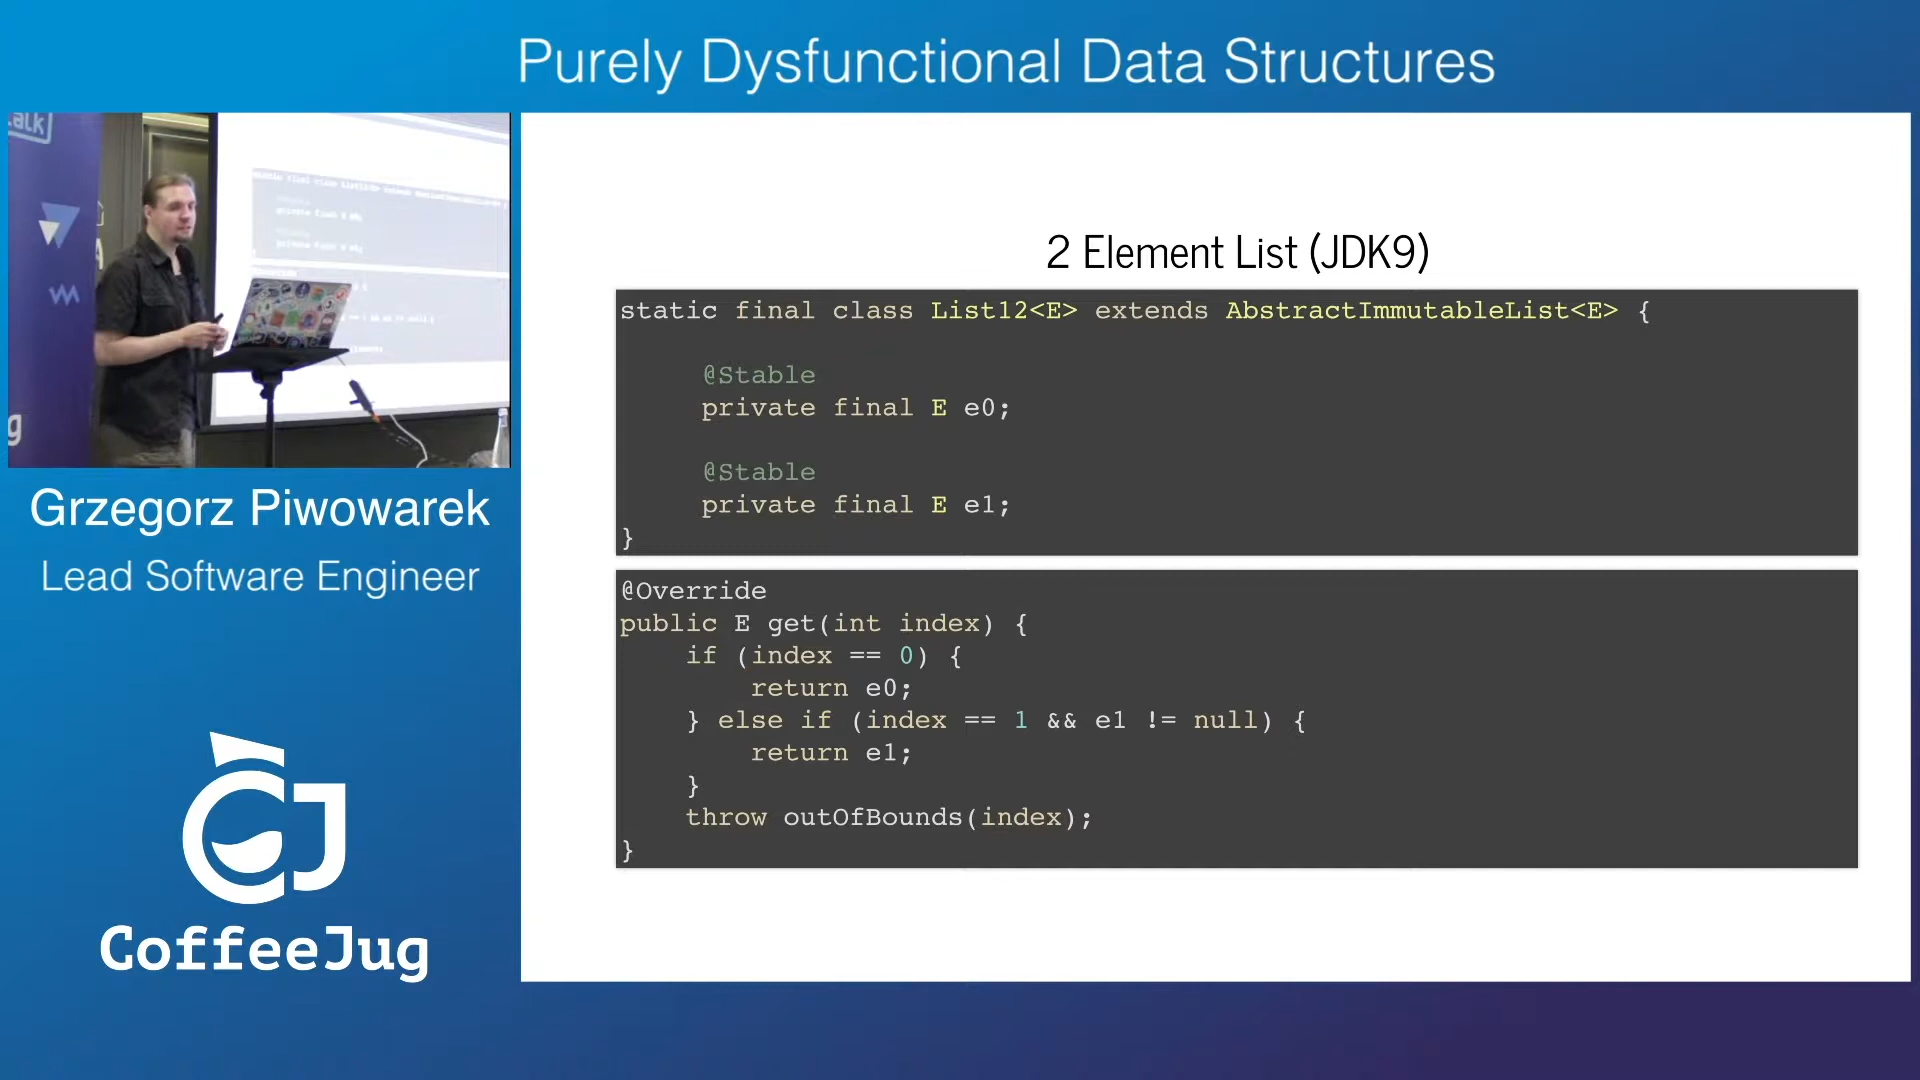 Purely Dysfunctional Data Structures
alk
g
Grzegorz Piwowarek
Lead Software Engineer
CJ
CoffeeJug
2 Element List (JDK9)
static final class List12<E> extends AbstractImmutableList<E> {
@Stable
private final E e0;
@Stable
private final E e1;
}
@Override
public E get(int index) {
if (index == 0) {
return e0;
} else if (index == 1 && e1 != null) {
return e1;
}
throw outOfBounds(index);
}